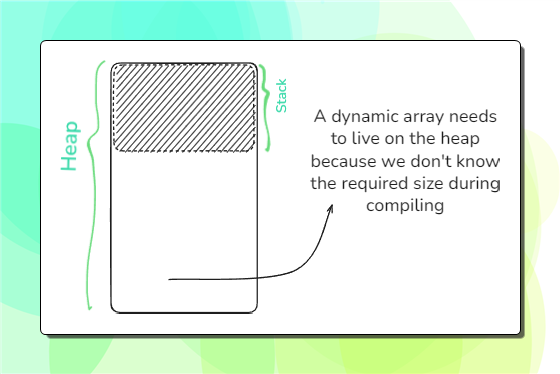 Heap
Stack
A dynamic array needs
to live on the heap
because we don't know
the required size during
compiling